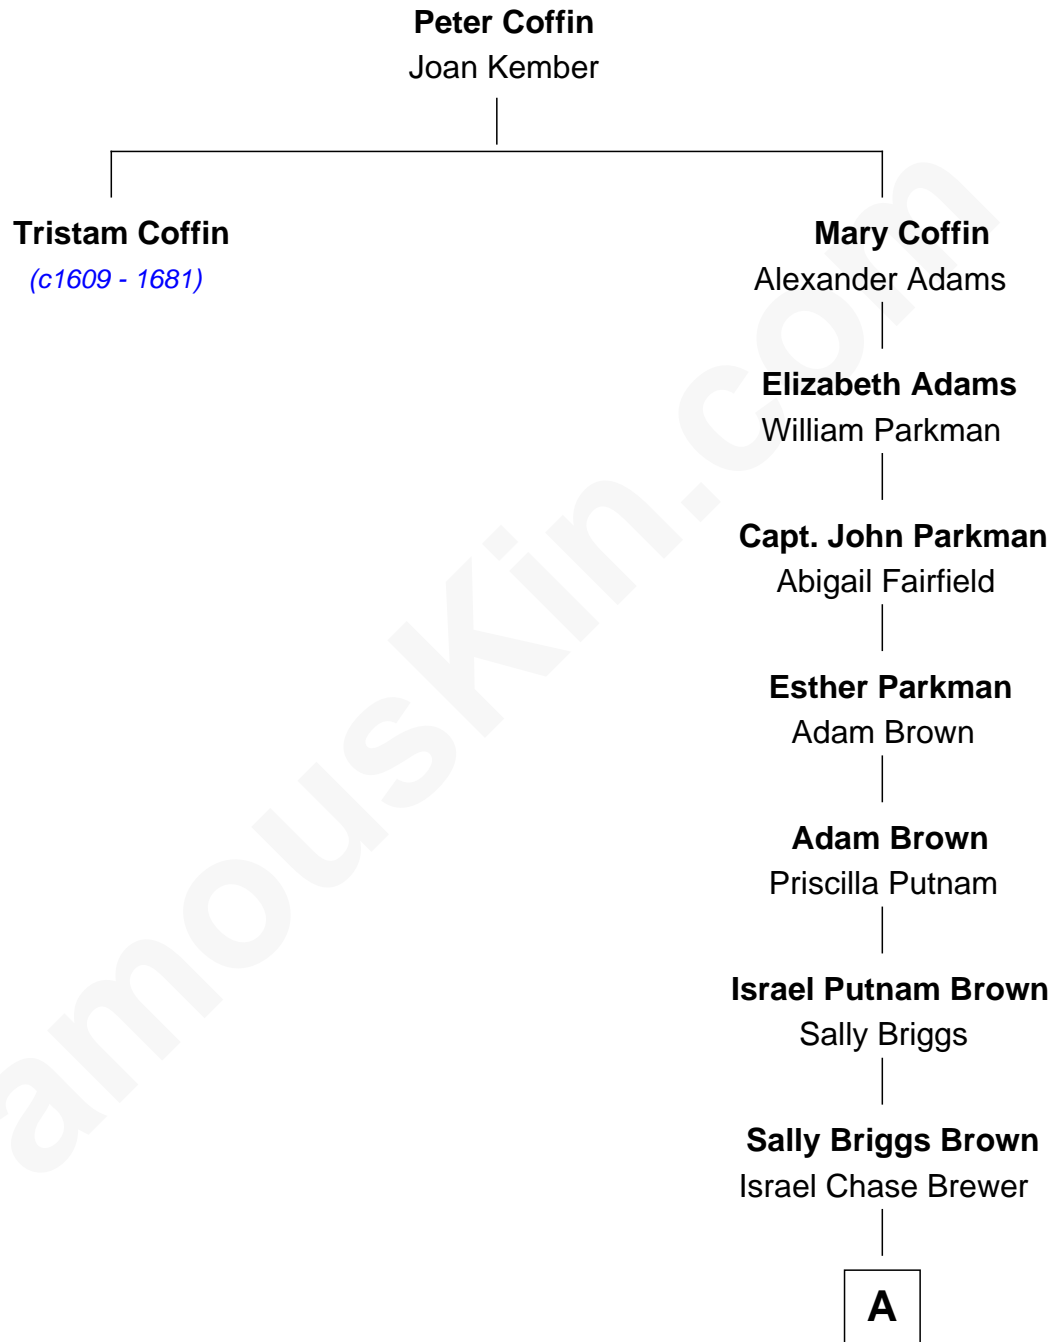 Peter Coffin
Joan Kember
Tristam Coffin
(c1609 - 1681)
Mary Coffin
Alexander Adams
Elizabeth Adams
William Parkman
Capt. John Parkman
Abigail Fairfield
Esther Parkman
Adam Brown
Adam Brown
Priscilla Putnam
Israel Putnam Brown
Sally Briggs
Sally Briggs Brown
Israel Chase Brewer
A
amouskin.com